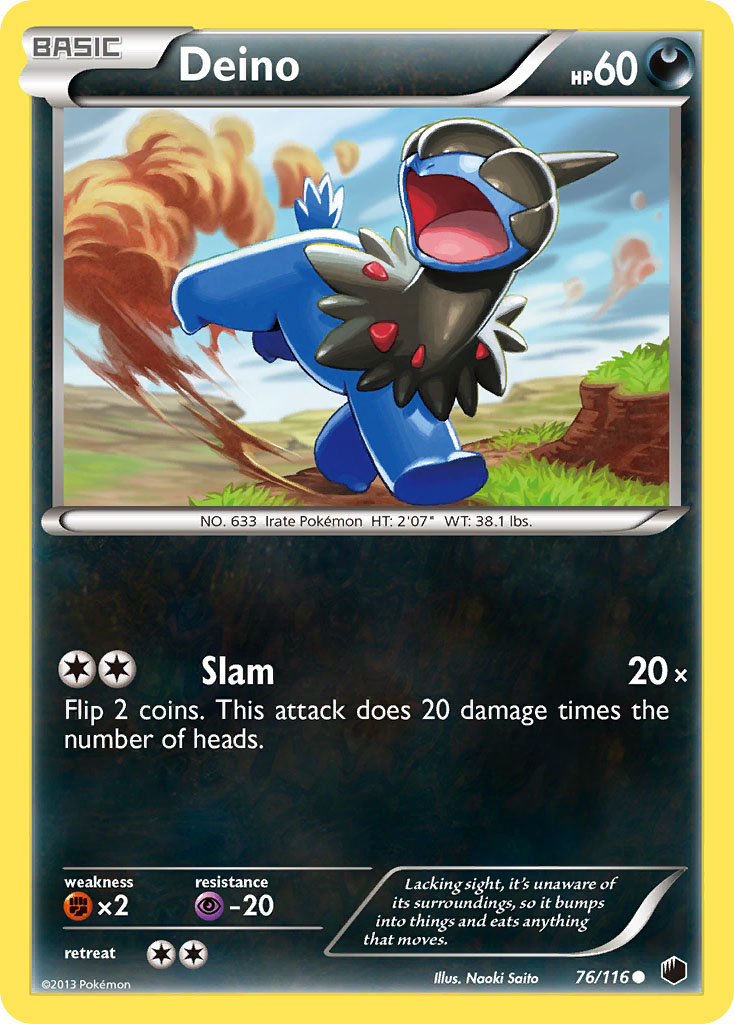 BASIC
Deino
HP60
NO. 633 Irate Pokémon HT: 2'07" WT: 38.1 lbs.
Slam 20×
Flip 2 coins. This attack does 20 damage times the
number of heads.
weakness
×2
resistance
-20
retreat
Lacking sight, it's unaware of
its surroundings, so it bumps
into things and eats anything
that moves.
©2013 Pokémon
Illus. Naoki Saito
76/116